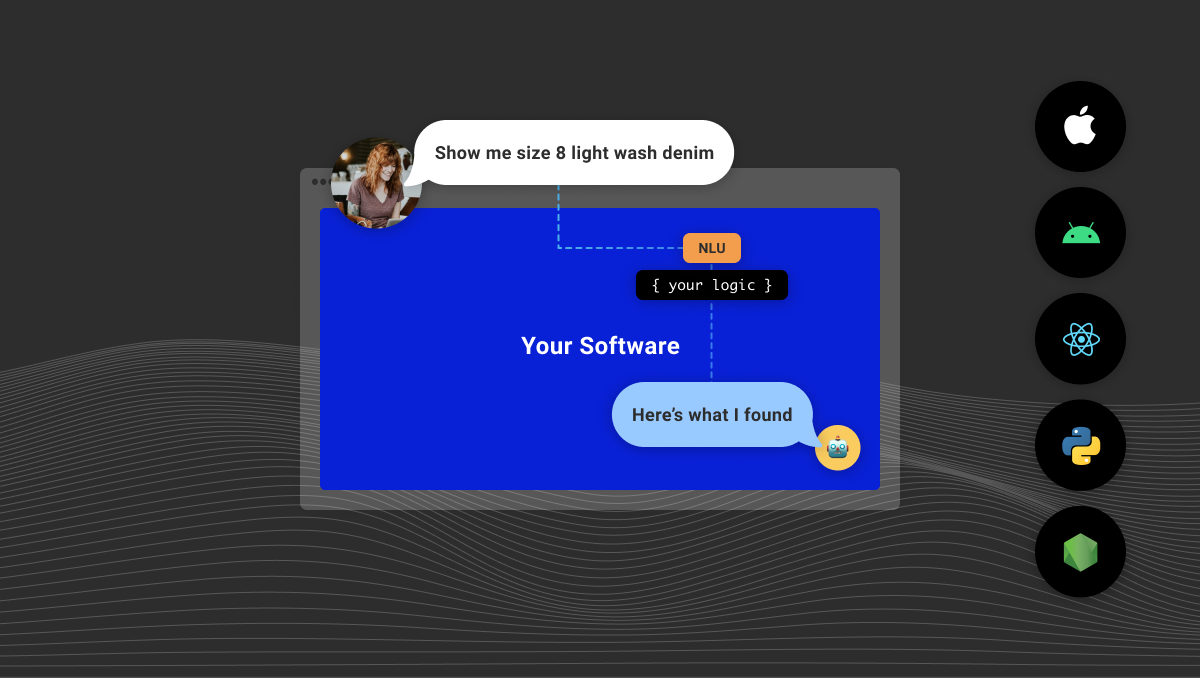 Show me size 8 light wash denim
NLU
{ your logic }
Your Software
Here’s what I found